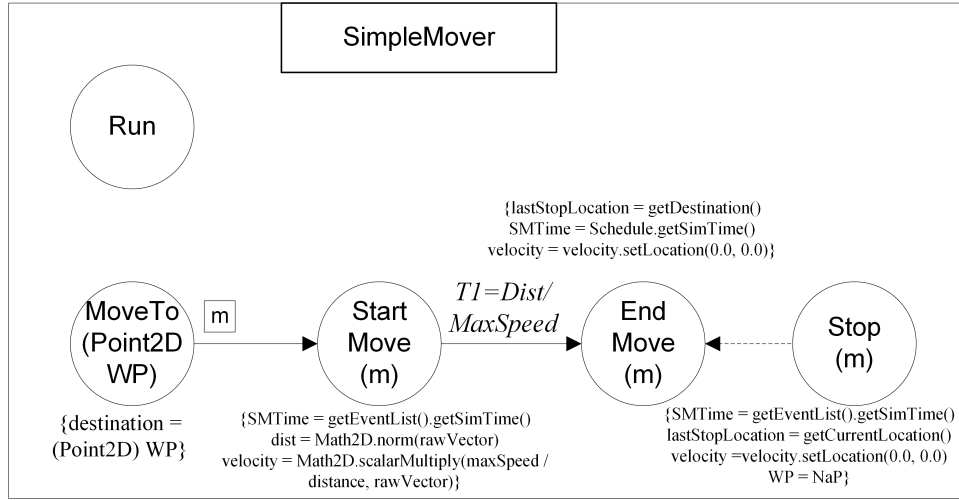 SimpleMover
Run
{lastStopLocation = getDestination()
SMTime = Schedule.getSimTime()
velocity = velocity.setLocation(0.0, 0.0)}
MoveTo
(Point2D
WP)
m
Start
Move
(m)
T1=Dist/
MaxSpeed
End
Move
(m)
Stop
(m)
{destination =
(Point2D) WP}
{SMTime = getEventList().getSimTime()
dist = Math2D.norm(rawVector)
velocity = Math2D.scalarMultiply(maxSpeed /
distance, rawVector)}
{SMTime = getEventList().getSimTime()
lastStopLocation = getCurrentLocation()
velocity =velocity.setLocation(0.0, 0.0)
WP = NaP}